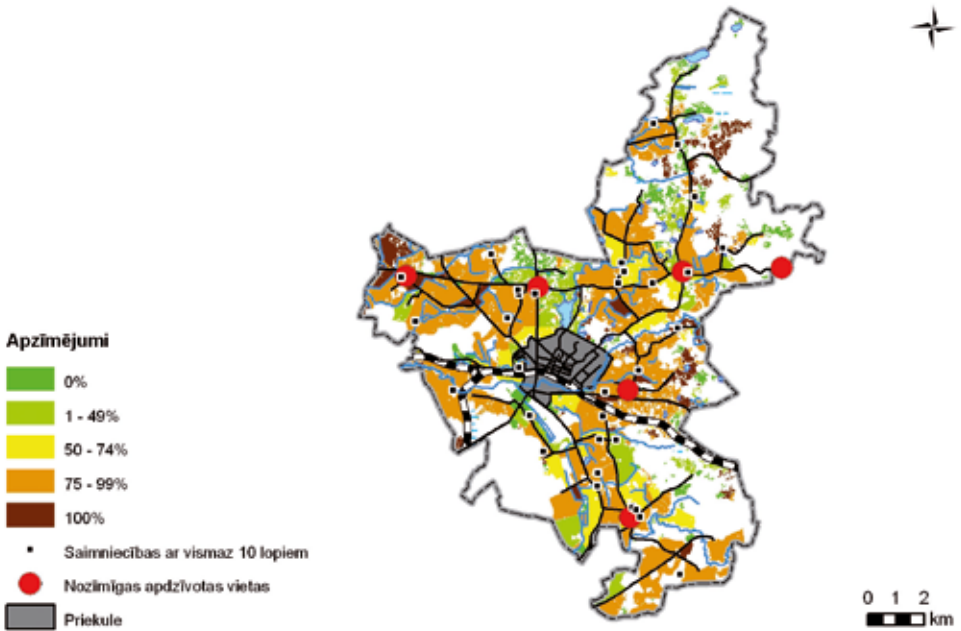 Apzīmējumi
0%
1 - 49%
50 - 74%
75 - 99%
100%
Saimniecības ar vismaz 10 lopiem
Nozīmīgas apdzīvotas vietas
Priekule
0 1 2
km